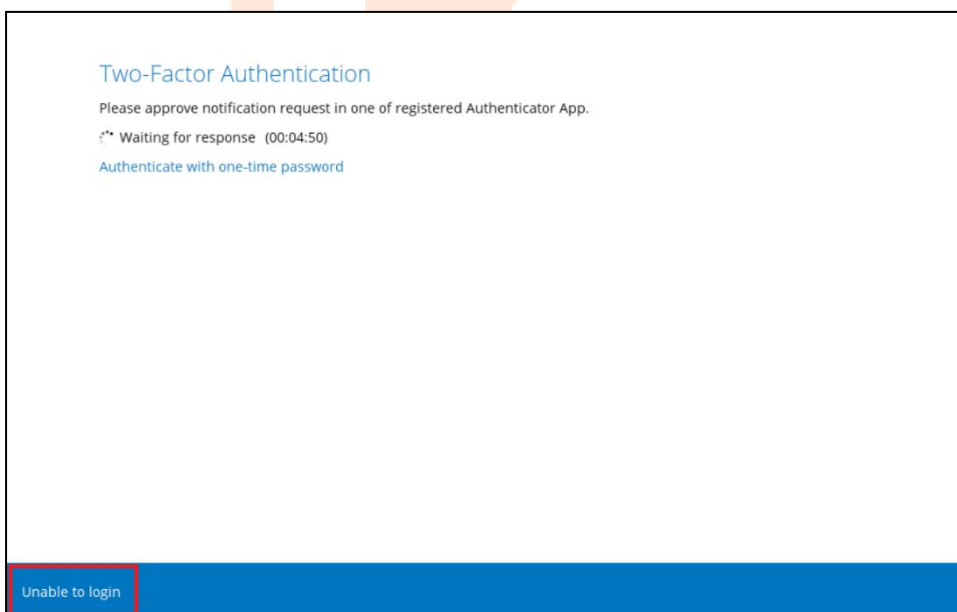 Two-Factor Authentication
Please approve notification request in one of registered Authenticator App.
Waiting for response (00:04:50)
Authenticate with one-time password
Unable to login